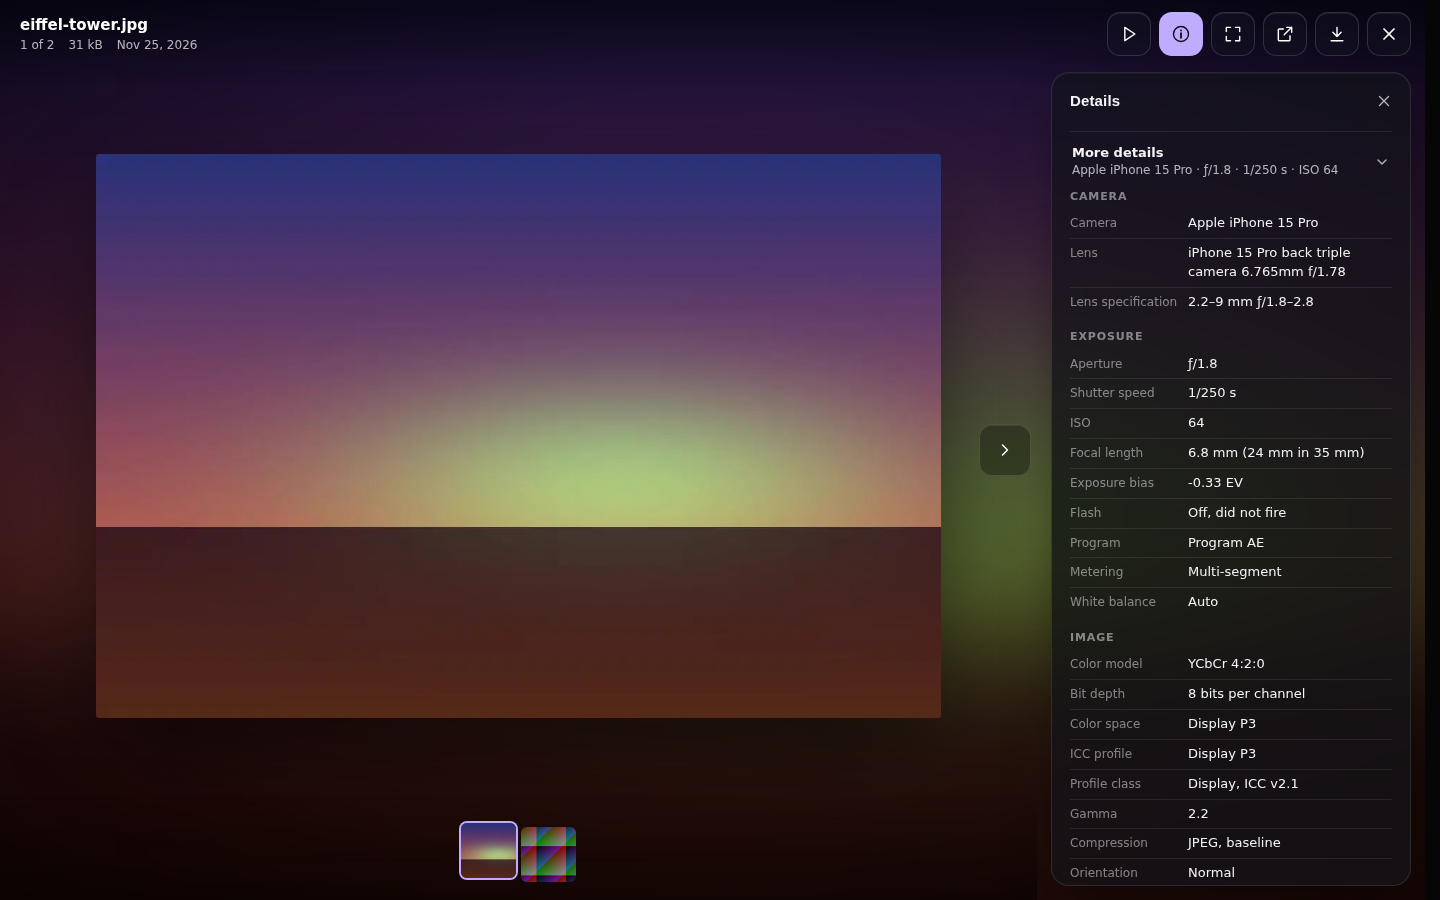 eiffel-tower.jpg
1 of 2 31 kB Nov 25, 2026
Details
More details
Apple iPhone 15 Pro · ƒ/1.8 · 1/250 s · ISO 64
CAMERA
Camera Apple iPhone 15 Pro
Lens iPhone 15 Pro back triple
camera 6.765mm f/1.78
Lens specification 2.2–9 mm ƒ/1.8–2.8
EXPOSURE
Aperture ƒ/1.8
Shutter speed 1/250 s
ISO 64
Focal length 6.8 mm (24 mm in 35 mm)
Exposure bias -0.33 EV
Flash Off, did not fire
Program Program AE
Metering Multi-segment
White balance Auto
IMAGE
Color model YCbCr 4:2:0
Bit depth 8 bits per channel
Color space Display P3
ICC profile Display P3
Profile class Display, ICC v2.1
Gamma 2.2
Compression JPEG, baseline
Orientation Normal